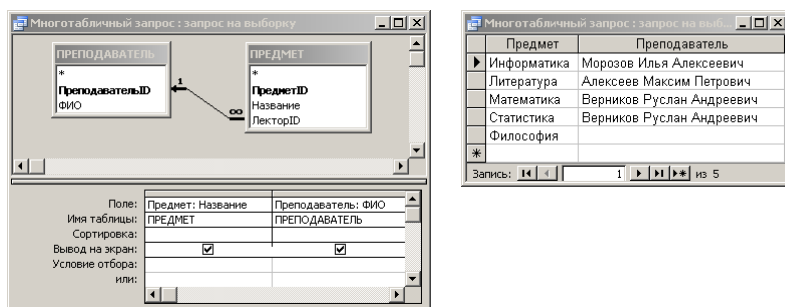 Многотабличный запрос : запрос на выборку
ПРЕПОДАВАТЕЛЬ
*
ПреподавательID
ФИО
1
∞
ПРЕДМЕТ
*
ПредметID
Название
ЛекторID
Поле: Предмет: Название Преподаватель: ФИО
Имя таблицы: ПРЕДМЕТ ПРЕПОДАВАТЕЛЬ
Сортировка:
Вывод на экран:
Условие отбора:
или:
Многотабличный запрос : запрос на выб...
Предмет Преподаватель
Информатика Морозов Илья Алексеевич
Литература Алексеев Максим Петрович
Математика Верников Руслан Андреевич
Статистика Верников Руслан Андреевич
Философия
Запись: 1 из 5